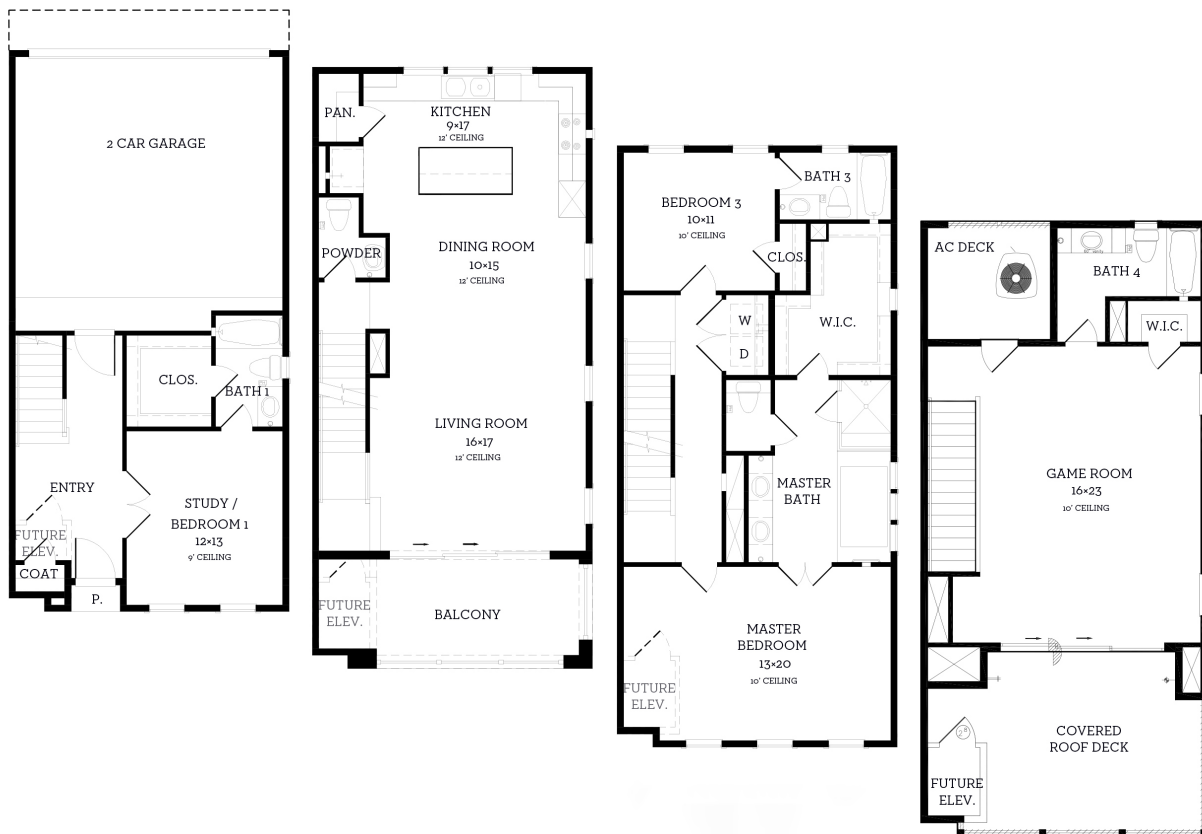 2 CAR GARAGE
CLOS.
BATH 1
ENTRY
STUDY /
BEDROOM 1
12×13
9' CEILING
FUTURE
ELEV.
COAT
P.
PAN.
KITCHEN
9×17
12' CEILING
POWDER
DINING ROOM
10×15
12' CEILING
LIVING ROOM
16×17
12' CEILING
FUTURE
ELEV.
BALCONY
BATH 3
BEDROOM 3
10×11
10' CEILING
CLOS.
W
D
W.I.C.
MASTER
BATH
MASTER
BEDROOM
13×20
10' CEILING
FUTURE
ELEV.
AC DECK
BATH 4
W.I.C.
GAME ROOM
16×23
10' CEILING
COVERED
ROOF DECK
2⁸
FUTURE
ELEV.